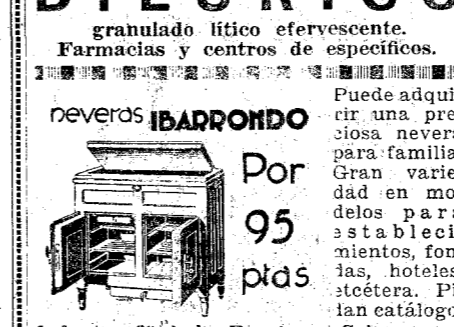 granulado lítico efervescente.
Farmacias y centros de específicos.
neveras IBARRONDO
Por
95
ptas
Puede adqui
rir una pre
ciosa nevera
para familia
Gran varie
dad en mo
delos para
estableci
mientos, fon
das, hoteles
etcétera. Pi
dan catálogo